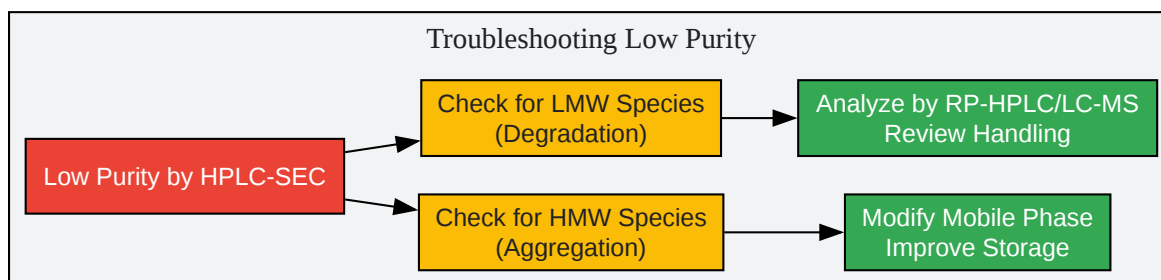 Troubleshooting Low Purity
Low Purity by HPLC-SEC
Check for LMW Species
(Degradation)
Analyze by RP-HPLC/LC-MS
Review Handling
Check for HMW Species
(Aggregation)
Modify Mobile Phase
Improve Storage